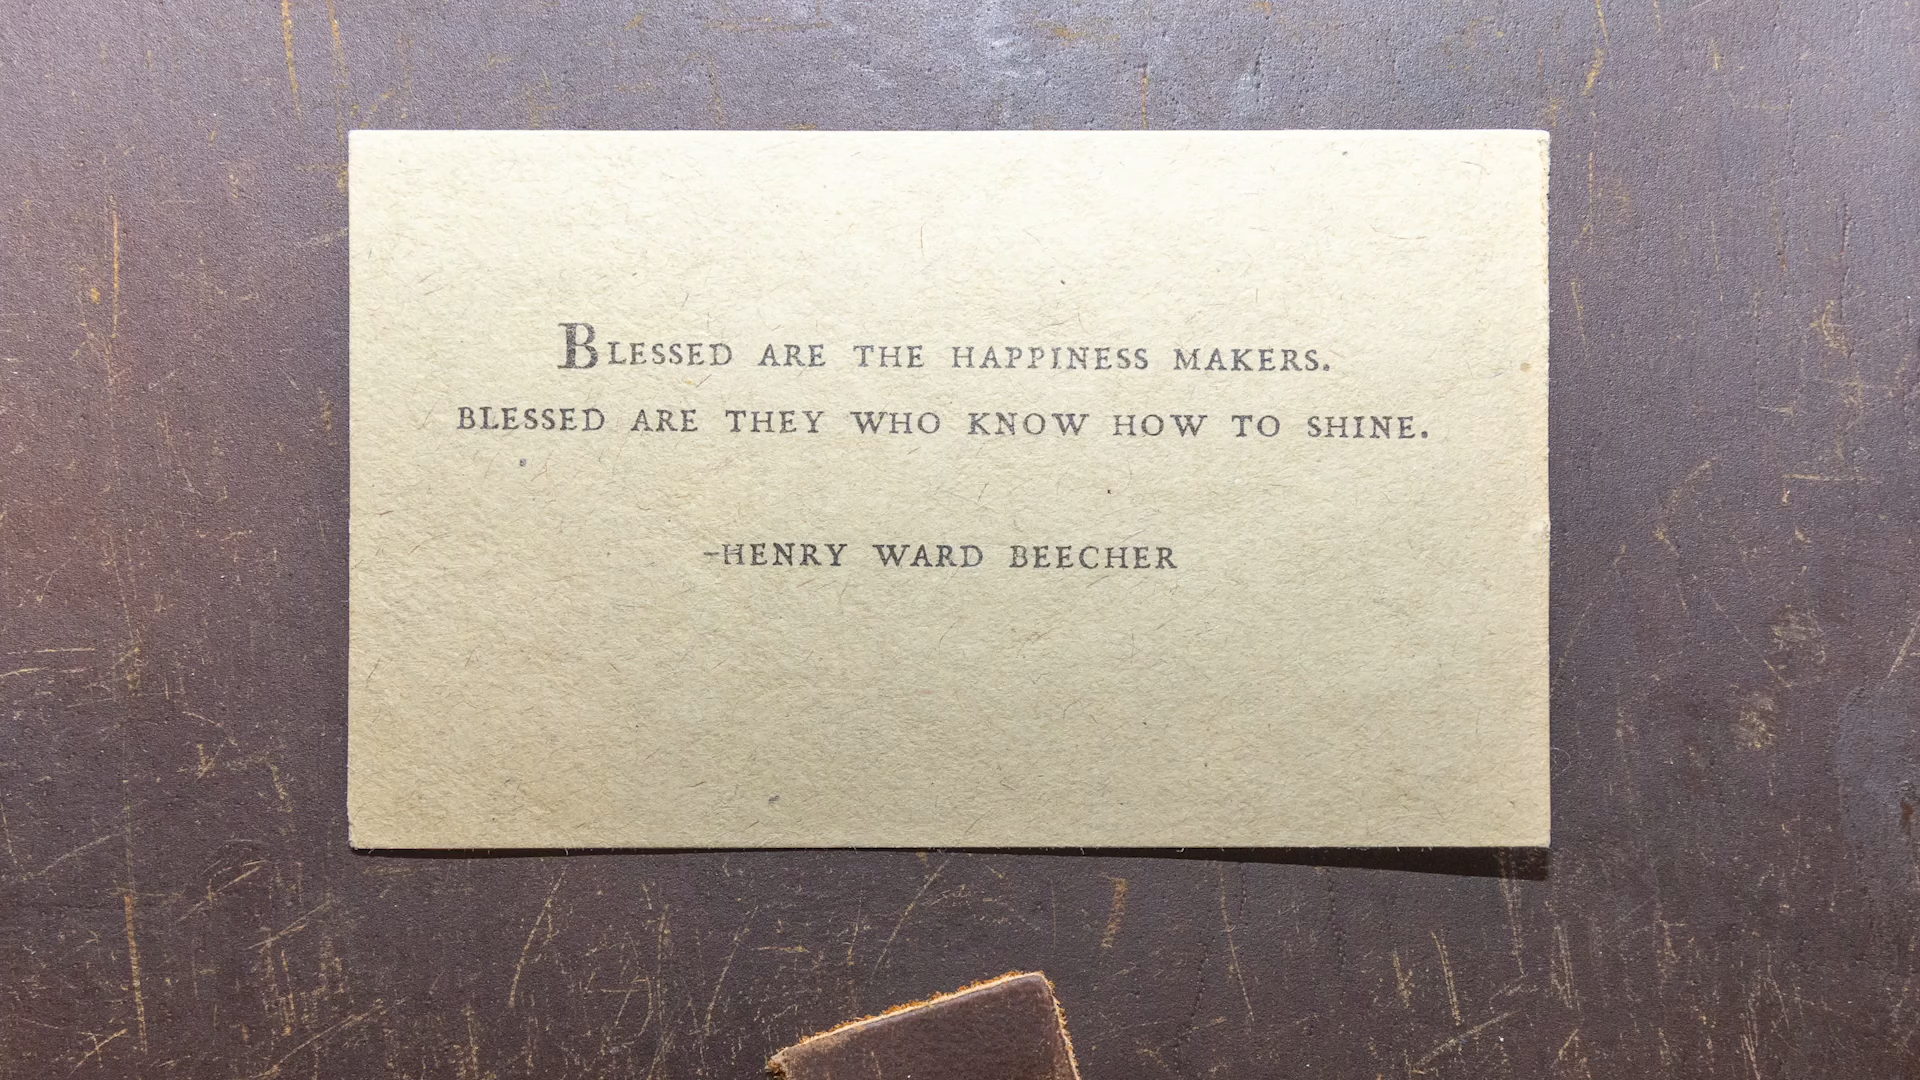 BLESSED ARE THE HAPPINESS MAKERS.
BLESSED ARE THEY WHO KNOW HOW TO SHINE.
-HENRY WARD BEECHER